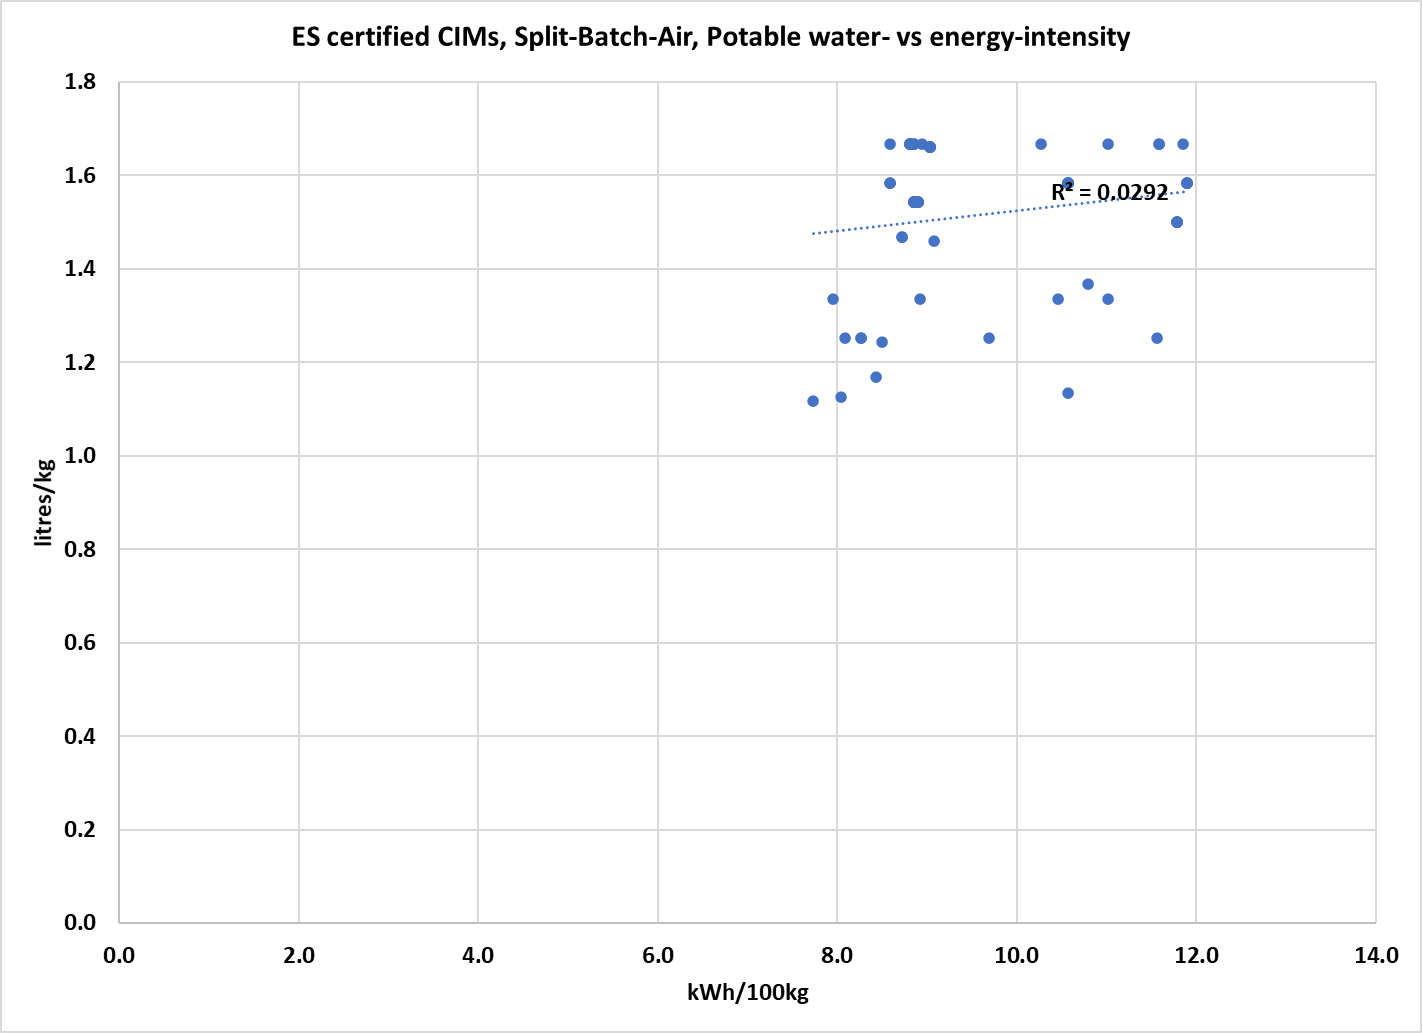 ES certified CIMs, Split-Batch-Air, Potable water- vs energy-intensity
1.8
1.6
1.4
1.2
1.0
0.8
0.6
0.4
0.2
0.0
litres/kg
R² = 0.0292
0.0 2.0 4.0 6.0 8.0 10.0 12.0 14.0
kWh/100kg